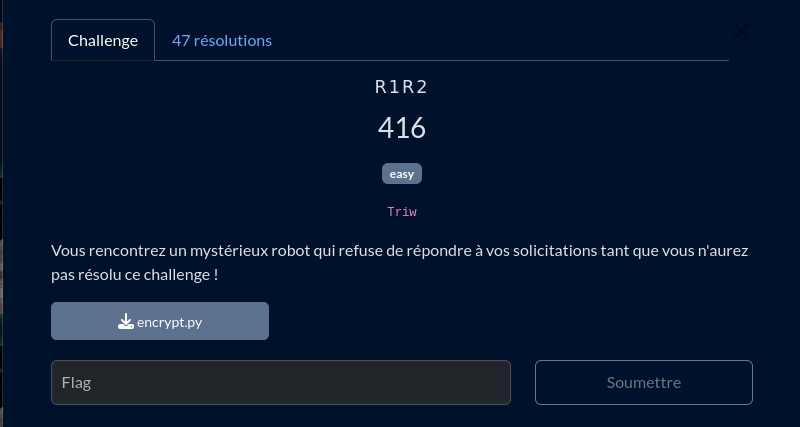 Challenge
47 résolutions
R1R2
416
easy
Triw
Vous rencontrez un mystérieux robot qui refuse de répondre à vos solicitations tant que vous n'aurez
pas résolu ce challenge !
encrypt.py
Flag
Soumettre